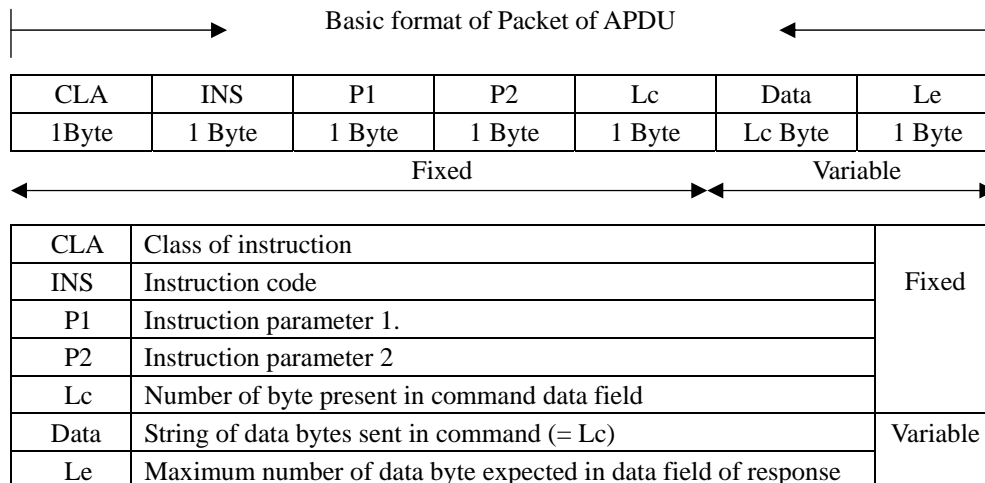 Basic format of Packet of APDU
CLA INS P1 P2 Lc Data Le
1Byte 1 Byte 1 Byte 1 Byte 1 Byte Lc Byte 1 Byte
Fixed Variable
CLA Class of instruction
INS Instruction code Fixed
P1 Instruction parameter 1.
P2 Instruction parameter 2
Lc Number of byte present in command data field
Data String of data bytes sent in command (= Lc) Variable
Le Maximum number of data byte expected in data field of response